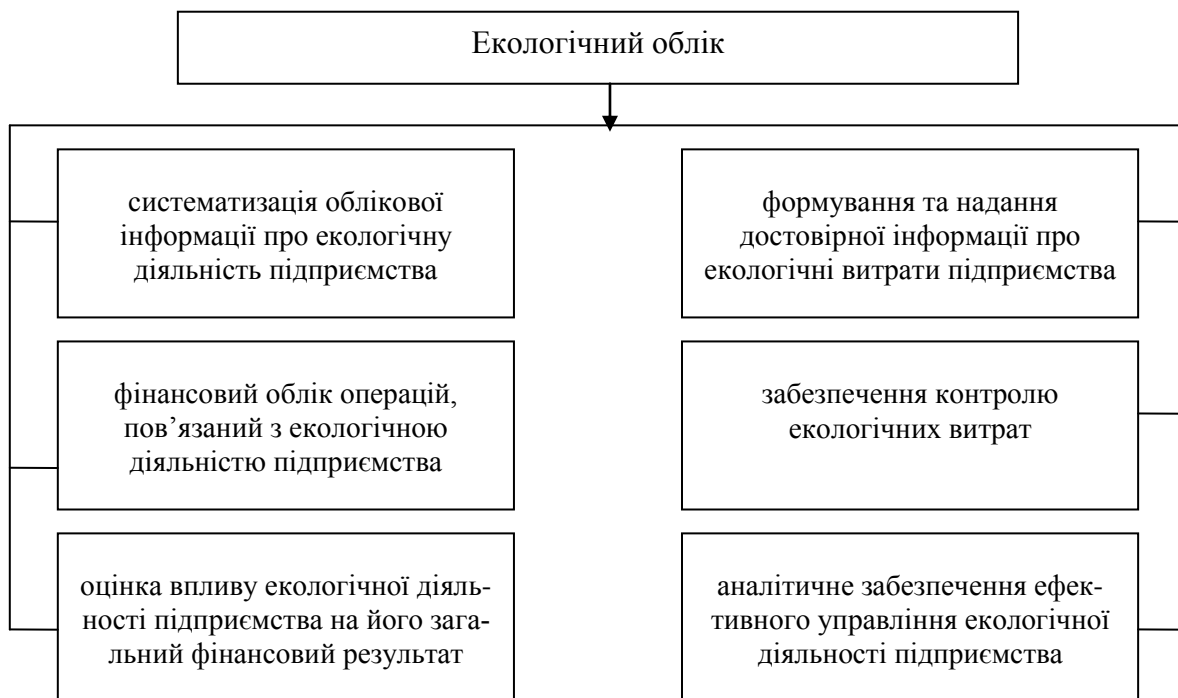 Екологічний облік
систематизація облікової
інформації про екологічну
діяльність підприємства
формування та надання
достовірної інформації про
екологічні витрати підприємства
фінансовий облік операцій,
пов’язаний з екологічною
діяльністю підприємства
забезпечення контролю
екологічних витрат
оцінка впливу екологічної діяль-
ності підприємства на його зага-
льний фінансовий результат
аналітичне забезпечення ефек-
тивного управління екологічної
діяльності підприємства